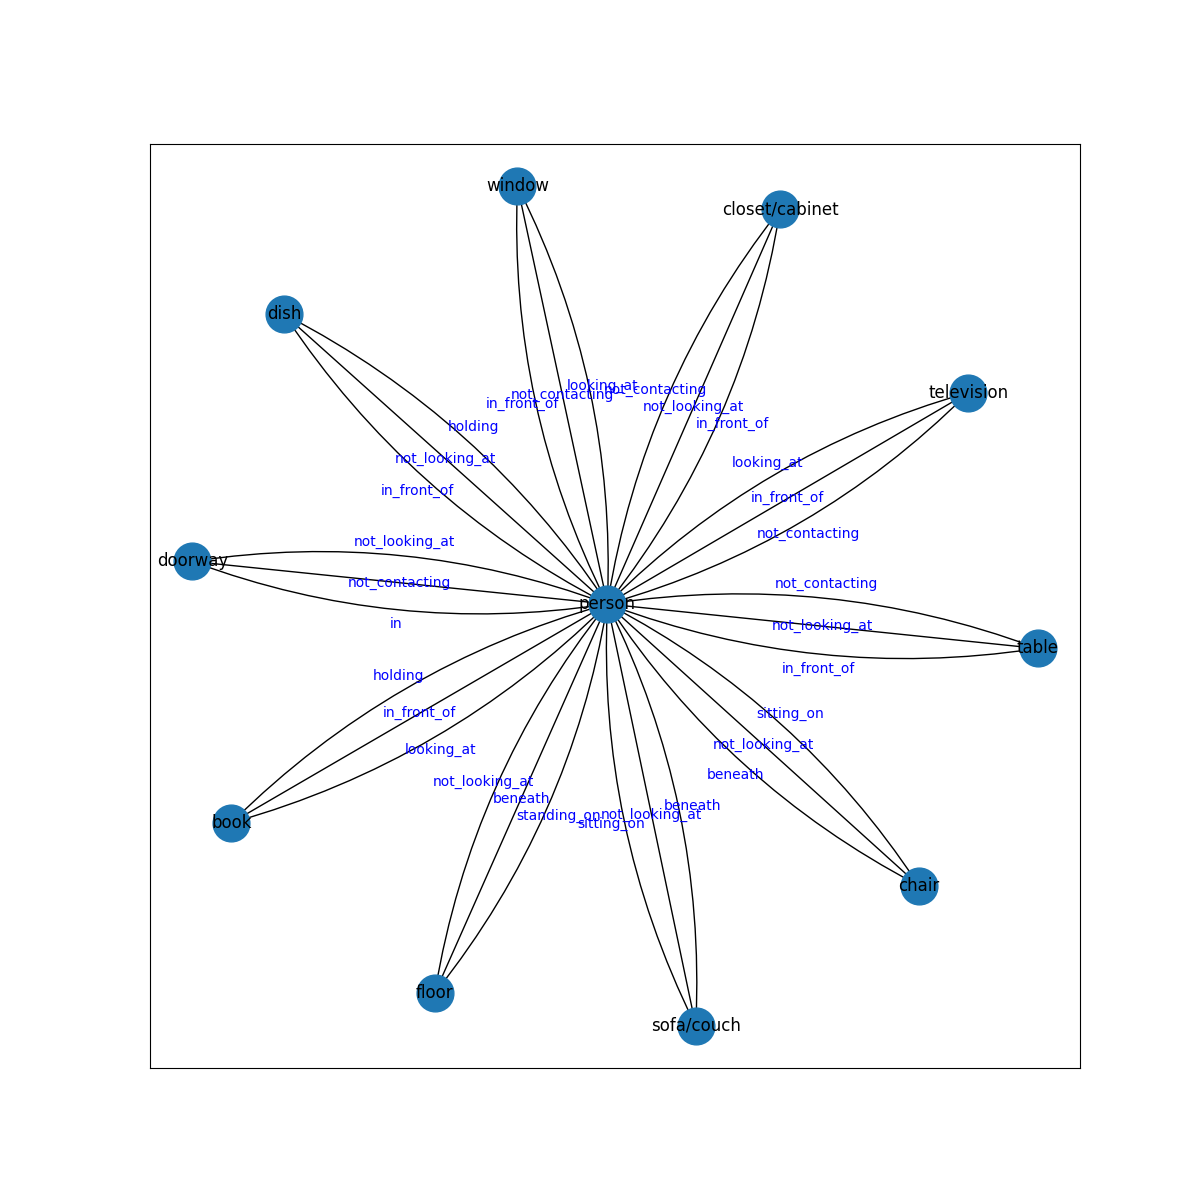 window
closet/cabinet
dish
television
looking_at
not_contacting
not_contacting
in_front_of
not_looking_at
in_front_of
holding
not_looking_at
looking_at
in_front_of
in_front_of
not_contacting
not_looking_at
doorway
not_contacting
not_contacting
person
in
not_looking_at
table
holding
in_front_of
in_front_of
sitting_on
looking_at
not_looking_at
beneath
not_looking_at
beneath
beneath
standing_on
not_looking_at
sitting_on
book
chair
floor
sofa/couch